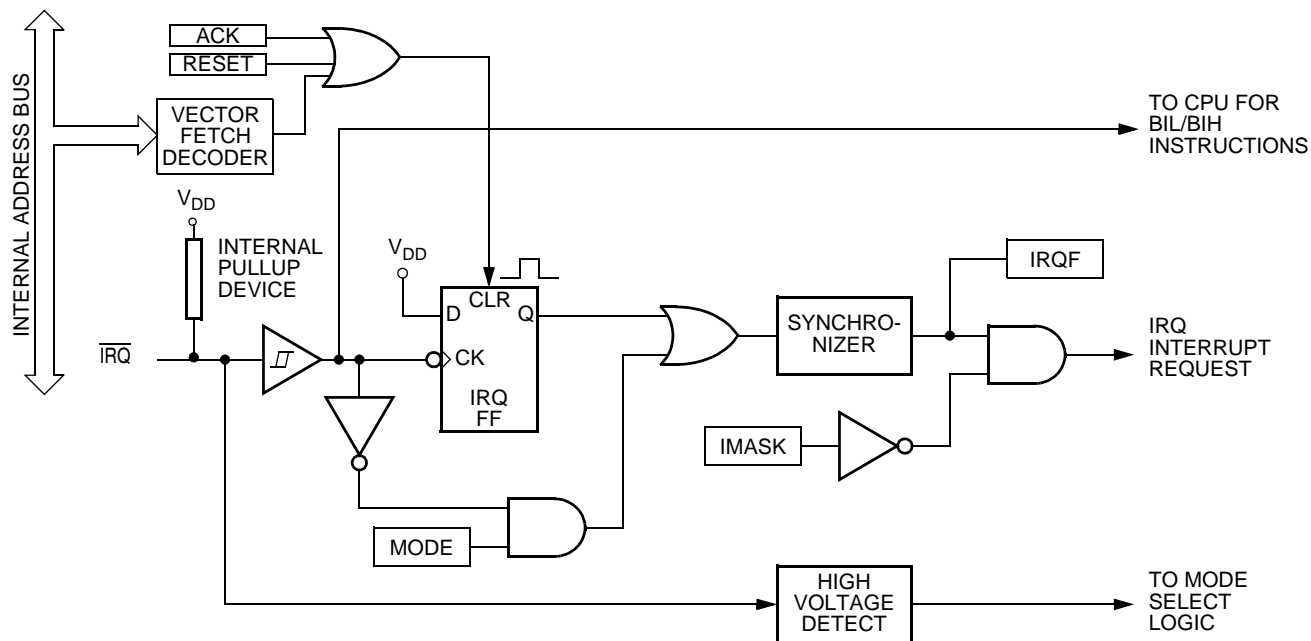 INTERNAL ADDRESS BUS
ACK
RESET
VECTOR
FETCH
DECODER
TO CPU FOR
BIL/BIH
INSTRUCTIONS
VDD
INTERNAL
PULLUP
DEVICE
VDD
CLR
D
Q
CK
IRQ
FF
IRQ
SYNCHRO-
NIZER
IRQF
IRQ
INTERRUPT
REQUEST
IMASK
MODE
HIGH
VOLTAGE
DETECT
TO MODE
SELECT
LOGIC